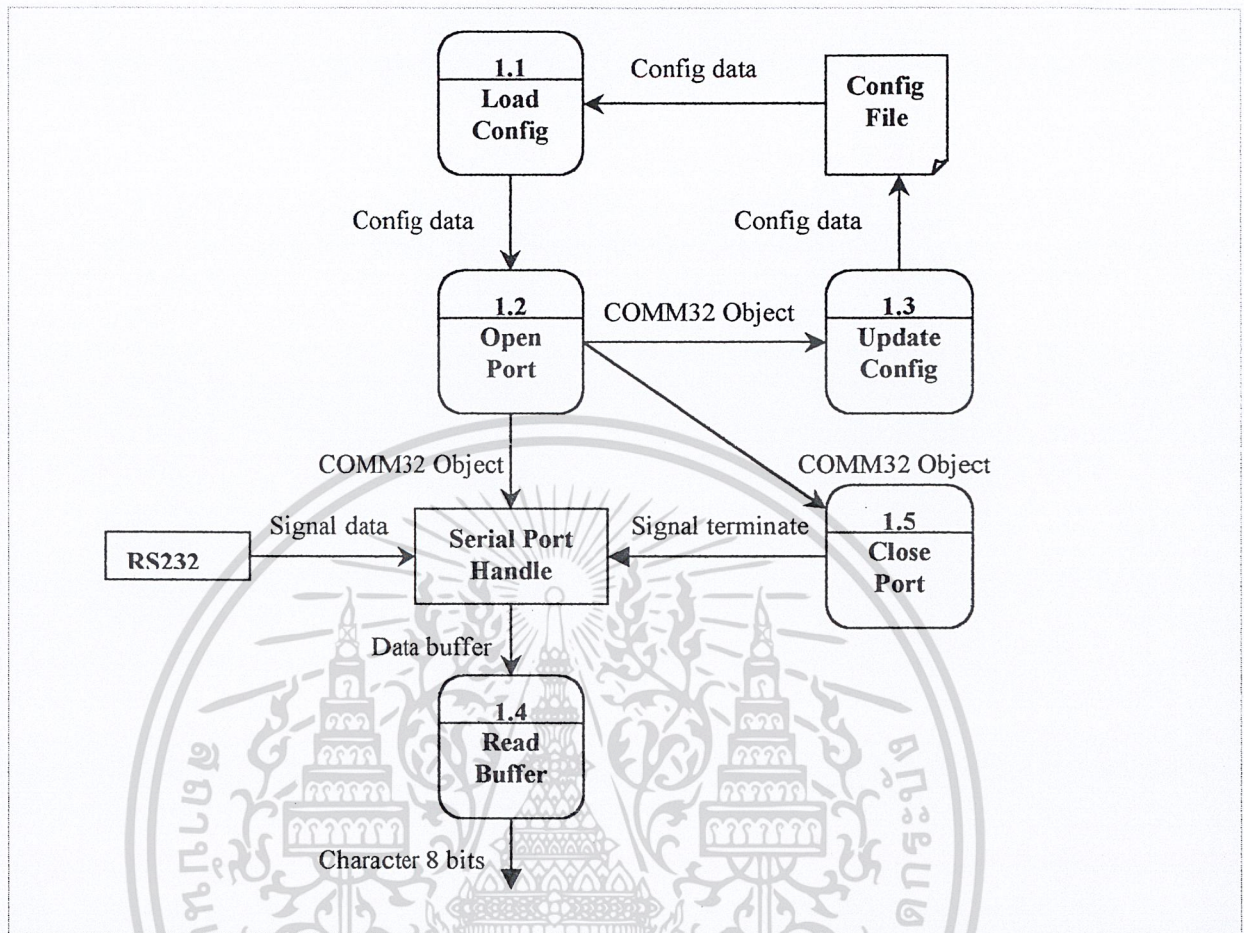 1.1
Load
Config
Config data
Config
File
Config data
Config data
1.2
Open
Port
COMM32 Object
1.3
Update
Config
COMM32 Object
COMM32 Object
RS232
Signal data
Serial Port
Handle
Signal terminate
1.5
Close
Port
Data buffer
1.4
Read
Buffer
Character 8 bits